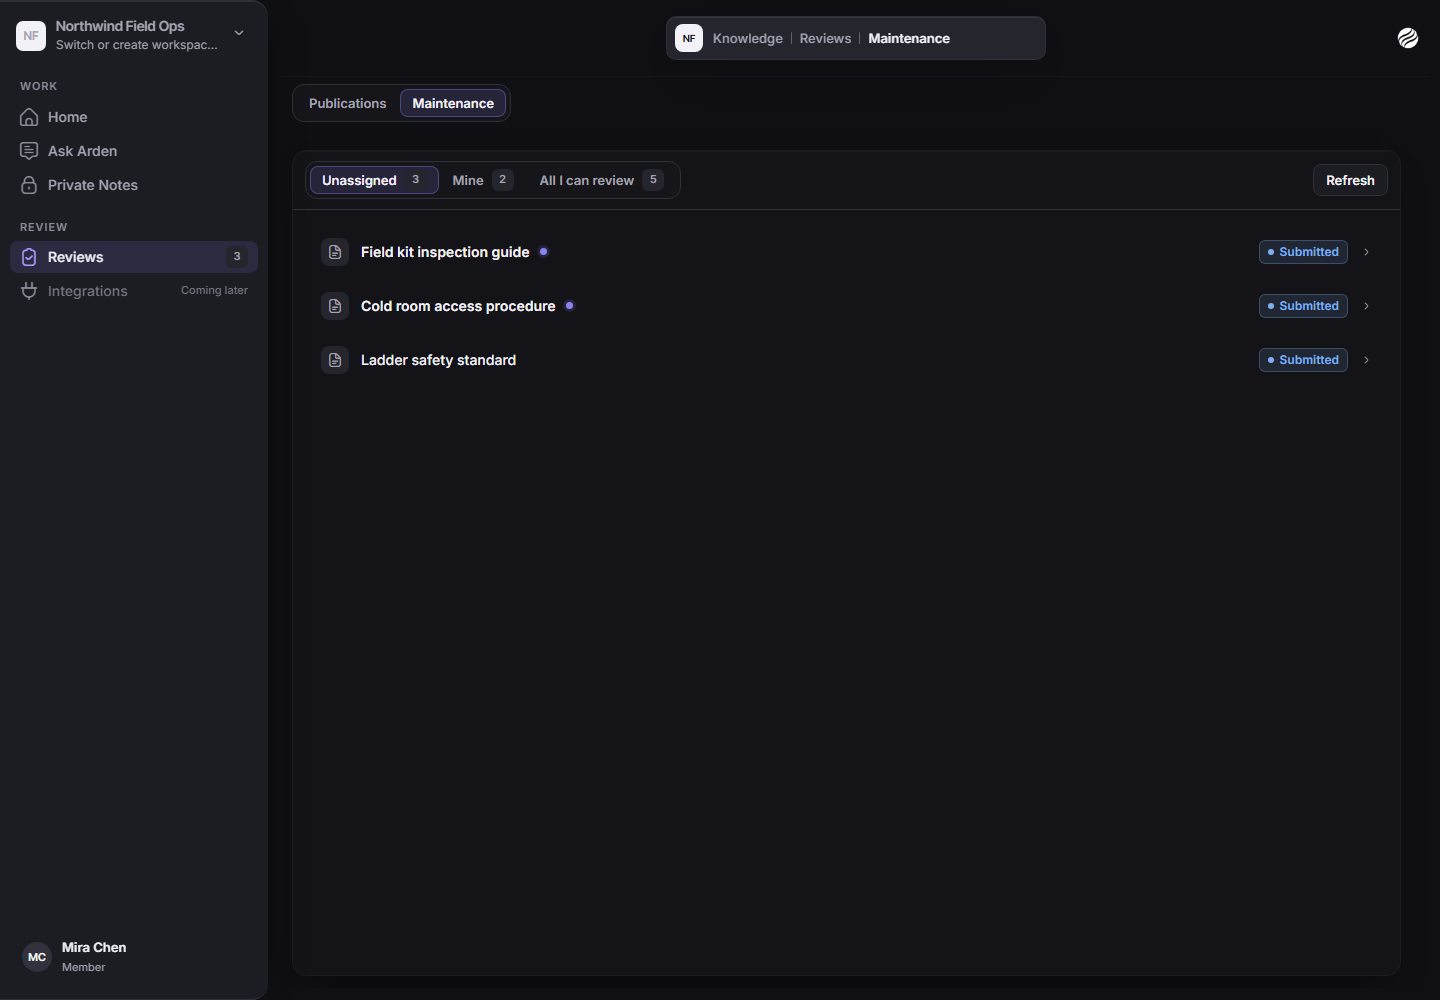 NF
Northwind Field Ops
Switch or create workspac...
WORK
Home
Ask Arden
Private Notes
REVIEW
Reviews 3
Integrations Coming later
MC
Mira Chen
Member
NF Knowledge | Reviews | Maintenance
Publications Maintenance
Unassigned 3 Mine 2 All I can review 5 Refresh
Field kit inspection guide Submitted
Cold room access procedure Submitted
Ladder safety standard Submitted